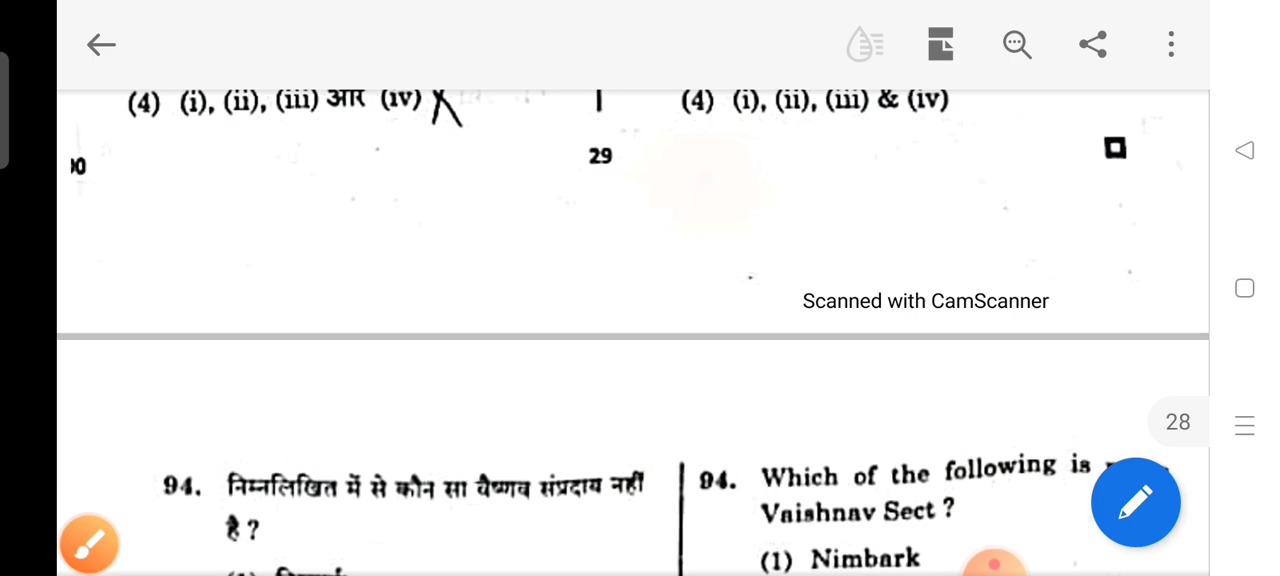 (4) (i), (ii), (iii) और (iv)
(4) (i), (ii), (iii) & (iv)
29
Scanned with CamScanner
28
94. निम्नलिखित में से कौन सा वैष्णव संप्रदाय नहीं
है ?
94. Which of the following is
Vaishnav Sect ?
(1) Nimbark